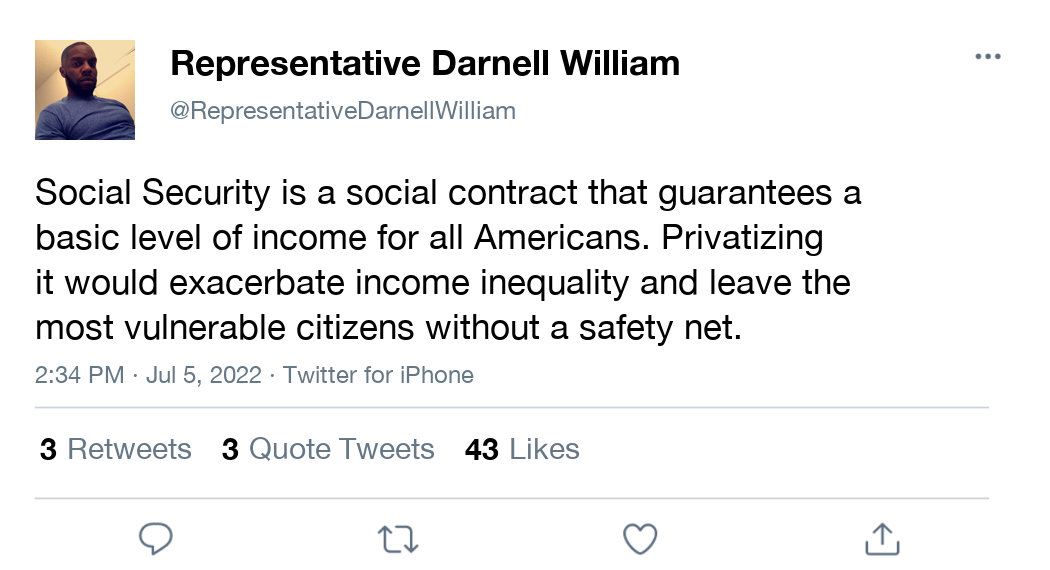 Representative Darnell William
@RepresentativeDarnellWilliam
Social Security is a social contract that guarantees a
basic level of income for all Americans. Privatizing
it would exacerbate income inequality and leave the
most vulnerable citizens without a safety net.
2:34 PM · Jul 5, 2022 · Twitter for iPhone
3 Retweets 3 Quote Tweets 43 Likes